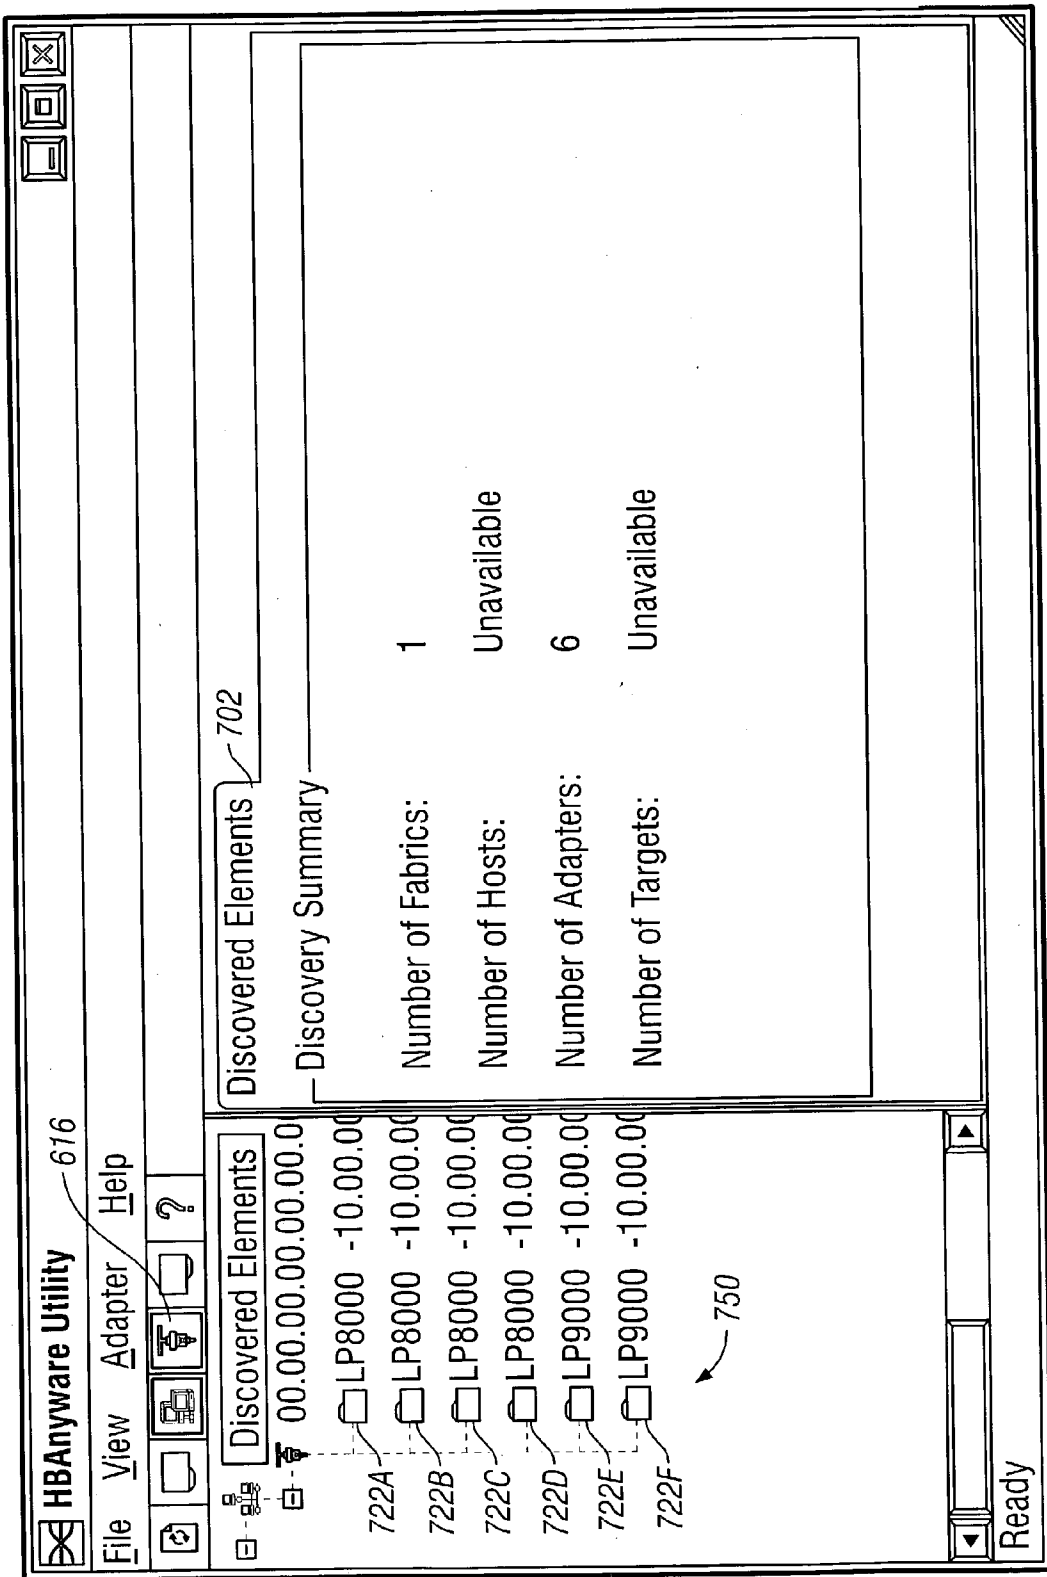 HBAnyware Utility
616
File View Adapter Help
?
Discovered Elements
00.00.00.00.00.00.0
722A LP8000 -10.00.00
722B LP8000 -10.00.00
722C LP8000 -10.00.00
722D LP8000 -10.00.00
722E LP9000 -10.00.00
722F LP9000 -10.00.00
750
Discovered Elements 702
Discovery Summary
Number of Fabrics: 1
Number of Hosts: Unavailable
Number of Adapters: 6
Number of Targets: Unavailable
Ready